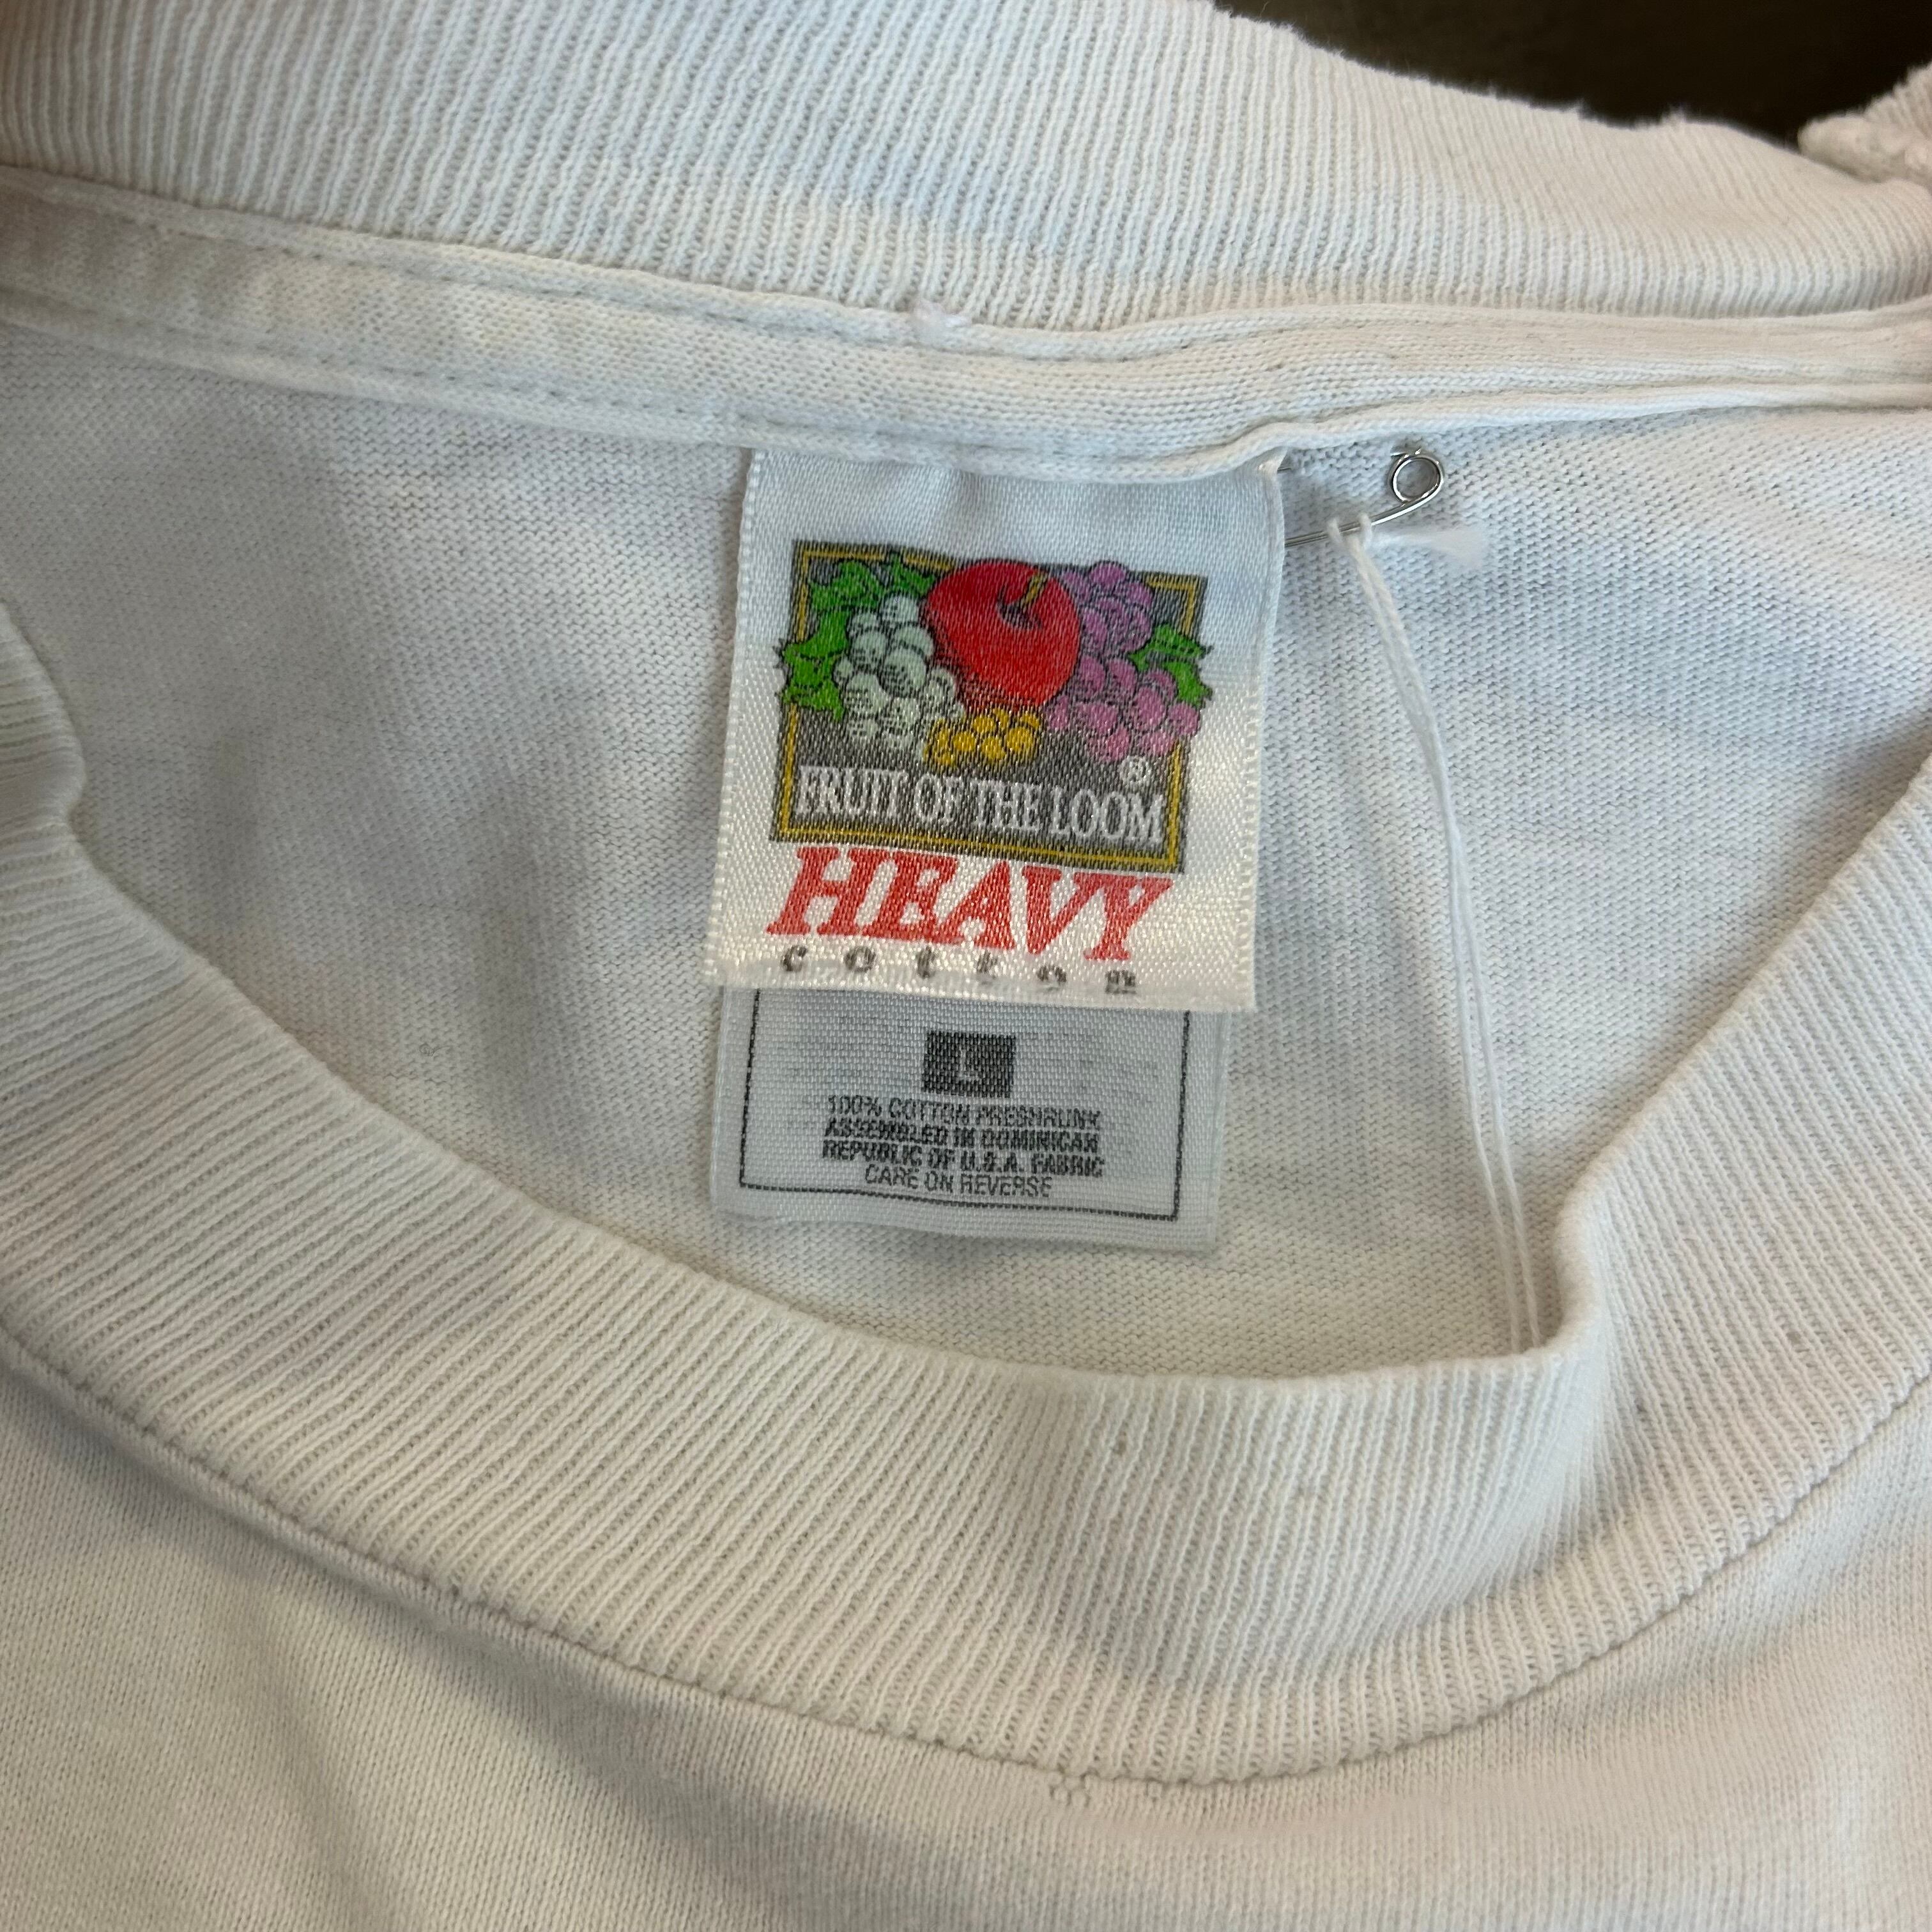 ®
FRUIT OF THE LOOM
HEAVY
cotton
L
100% COTTON PRESHRUNK
ASSEMBLED IN DOMINICAN
REPUBLIC OF U.S.A. FABRIC
CARE ON REVERSE